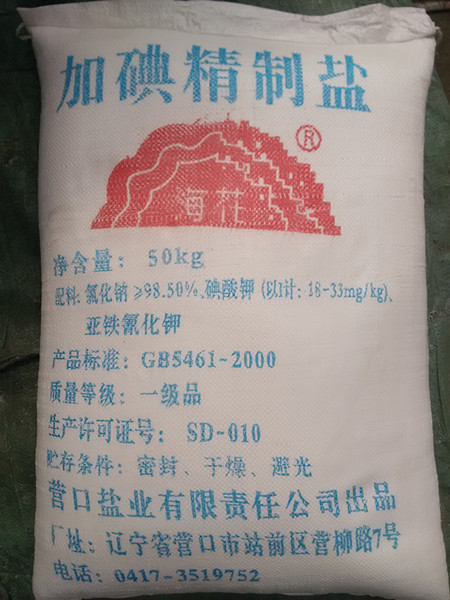 加碘精制盐
®
海花
净含量：50kg
配料：氯化钠≥98.50%、碘酸钾（以I计：18-33mg/kg）、
亚铁氰化钾
产品标准：GB5461-2000
质量等级：一级品
生产许可证号：SD-010
贮存条件：密封、干燥、避光
营口盐业有限责任公司出品
厂址：辽宁省营口市站前区营柳路7号
电话：0417-3519752